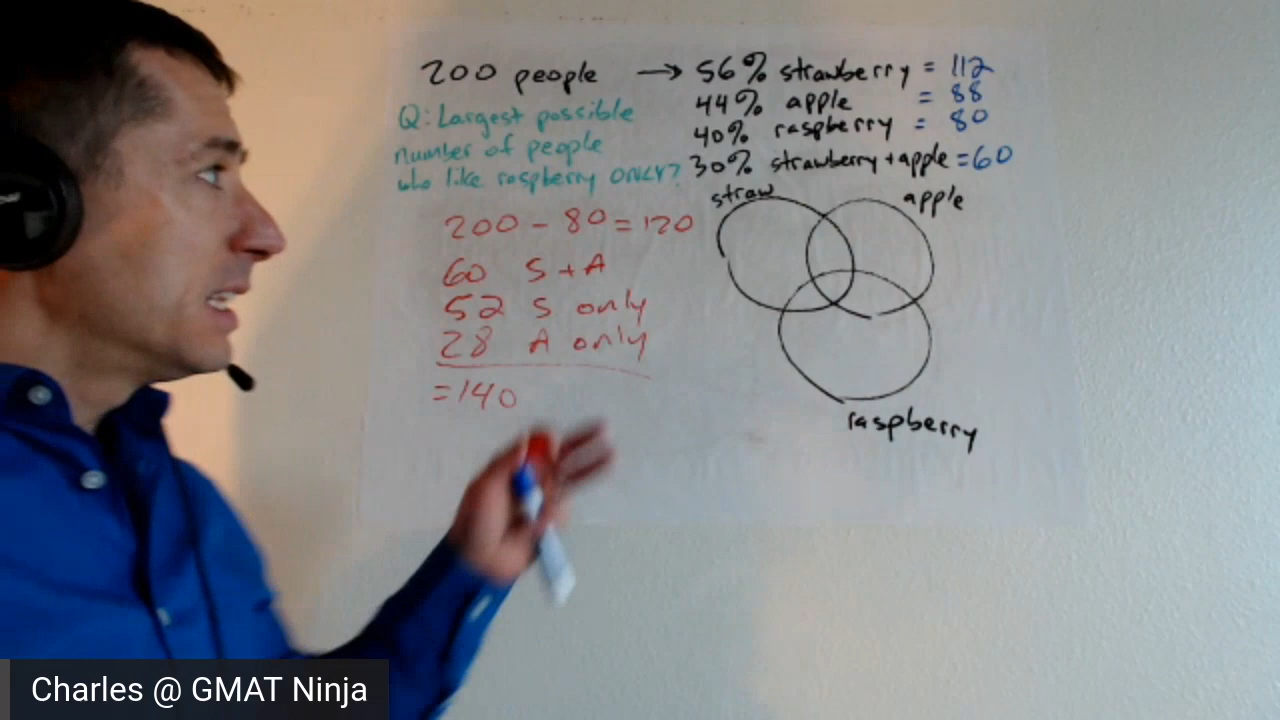 200 people → 56% strawberry = 112
44% apple = 88
40% raspberry = 80
30% strawberry + apple = 60
Q: Largest possible
number of people
who like raspberry ONLY?
straw
apple
raspberry
200 - 80 = 120
60 S + A
52 S only
28 A only
= 140
Charles @ GMAT Ninja